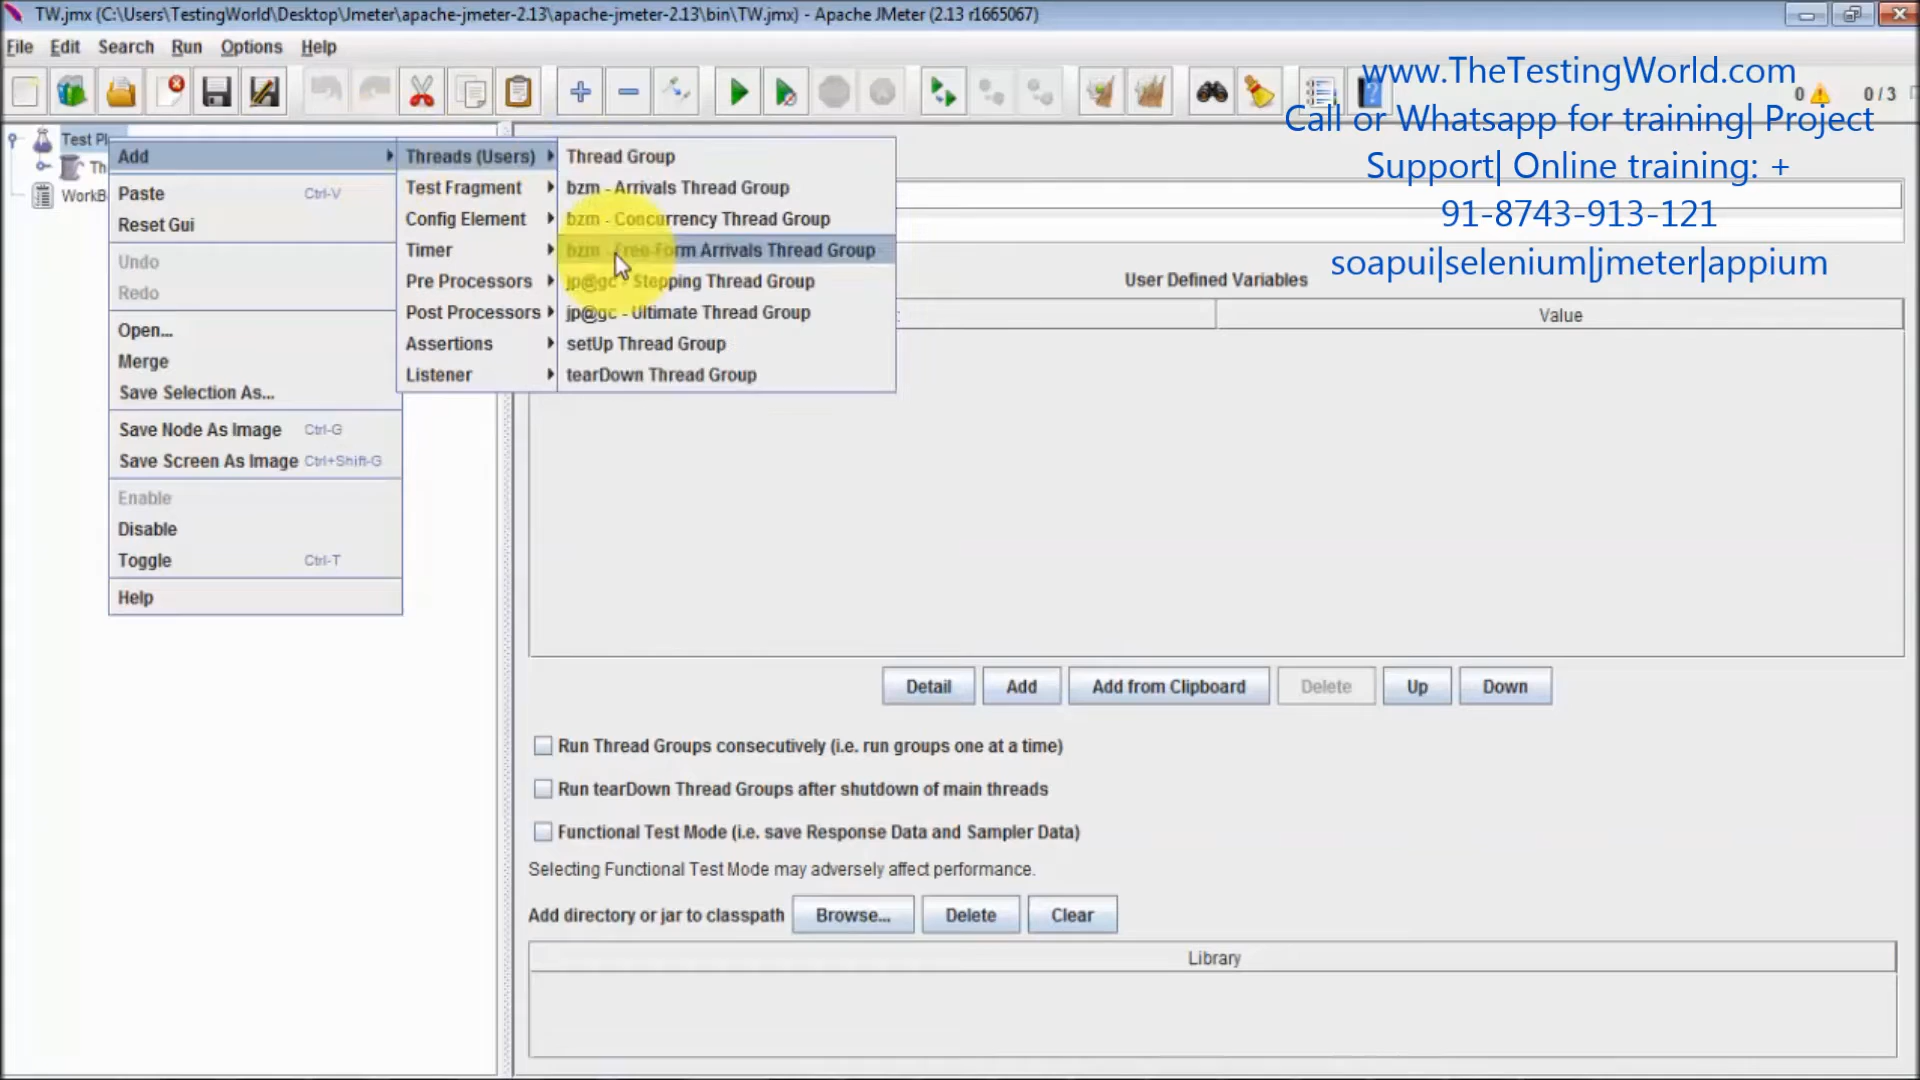 TW.jmx (C:\Users\TestingWorld\Desktop\Jmeter\apache-jmeter-2.13\apache-jmeter-2.13\bin\TW.jmx) - Apache JMeter (2.13 r1665067)
File Edit Search Run Options Help
www.TheTestingWorld.com
0 0 / 3
Call or Whatsapp for training| Project
Support| Online training: +
91-8743-913-121
soapui|selenium|jmeter|appium
Test Pl
Th
WorkB
Add
Paste Ctrl-V
Reset Gui
Undo
Redo
Open...
Merge
Save Selection As...
Save Node As Image Ctrl-G
Save Screen As Image Ctrl+Shift-G
Enable
Disable
Toggle Ctrl-T
Help
Threads (Users)
Test Fragment
Config Element
Timer
Pre Processors
Post Processors
Assertions
Listener
Thread Group
bzm - Arrivals Thread Group
bzm - Concurrency Thread Group
bzm - Free-Form Arrivals Thread Group
jp@gc - Stepping Thread Group
jp@gc - Ultimate Thread Group
setUp Thread Group
tearDown Thread Group
User Defined Variables
: Value
Detail Add Add from Clipboard Delete Up Down
Run Thread Groups consecutively (i.e. run groups one at a time)
Run tearDown Thread Groups after shutdown of main threads
Functional Test Mode (i.e. save Response Data and Sampler Data)
Selecting Functional Test Mode may adversely affect performance.
Add directory or jar to classpath Browse... Delete Clear
Library